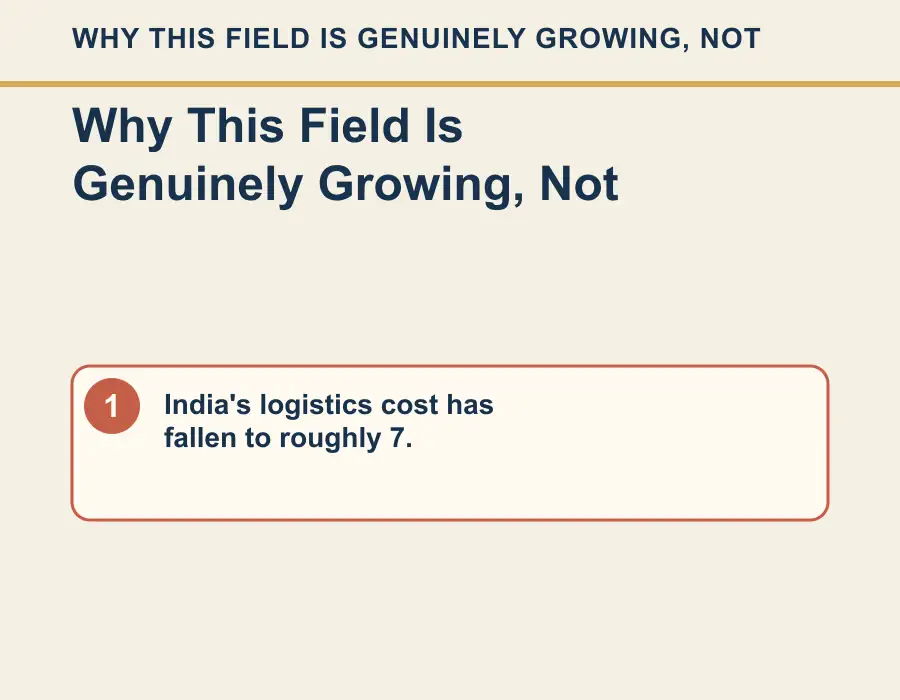 WHY THIS FIELD IS GENUINELY GROWING, NOT
Why This Field Is
Genuinely Growing, Not
1
India's logistics cost has
fallen to roughly 7.